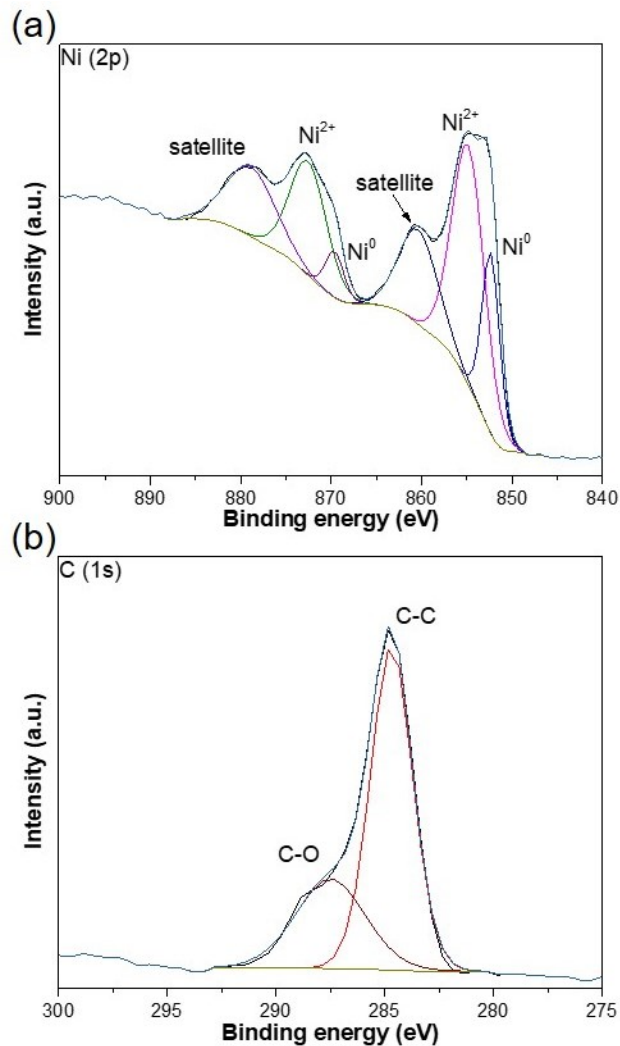 (a)
Ni (2p)
satellite
Ni²⁺
Ni⁰
satellite
Ni²⁺
Ni⁰
Intensity (a.u.)
900 890 880 870 860 850 840
Binding energy (eV)
(b)
C (1s)
C-C
C-O
Intensity (a.u.)
300 295 290 285 280 275
Binding energy (eV)